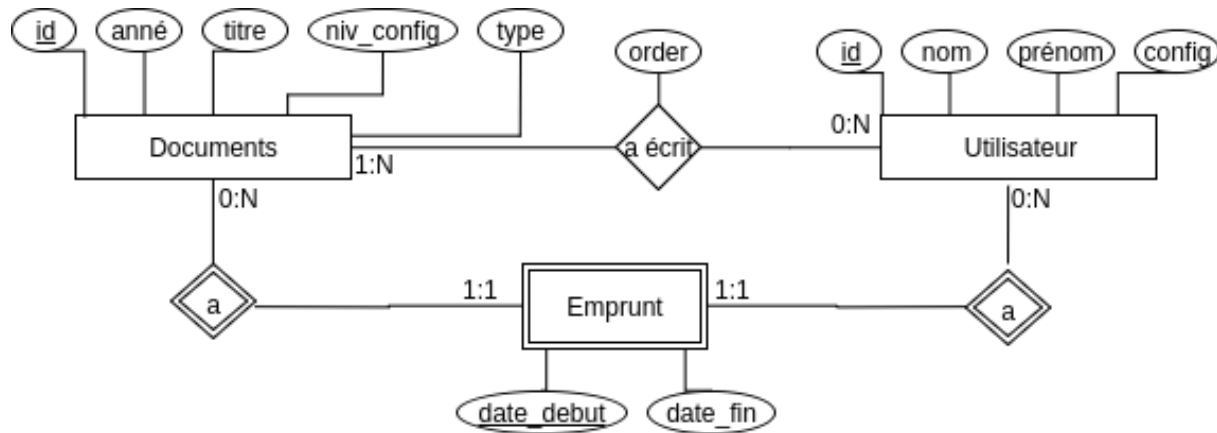 id
anné
titre
niv_config
type
order
id
nom
prénom
config
Documents
1:N
a écrit
0:N
Utilisateur
0:N
0:N
a
1:1
Emprunt
1:1
a
date_debut
date_fin